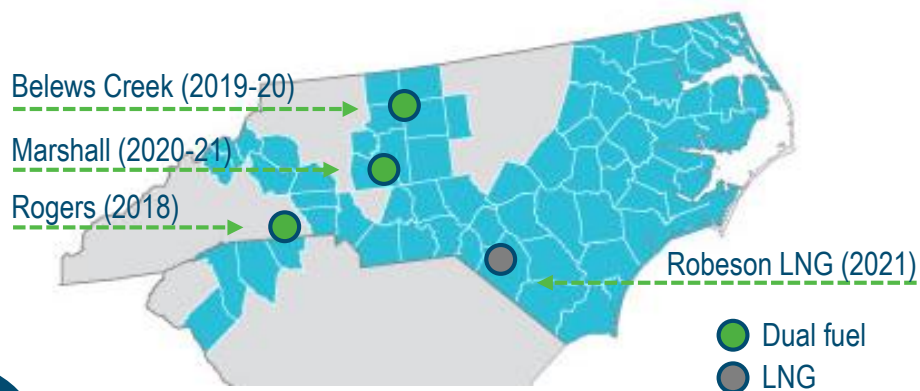 Belews Creek (2019-20)
Marshall (2020-21)
Rogers (2018)
Robeson LNG (2021)
Dual fuel
LNG